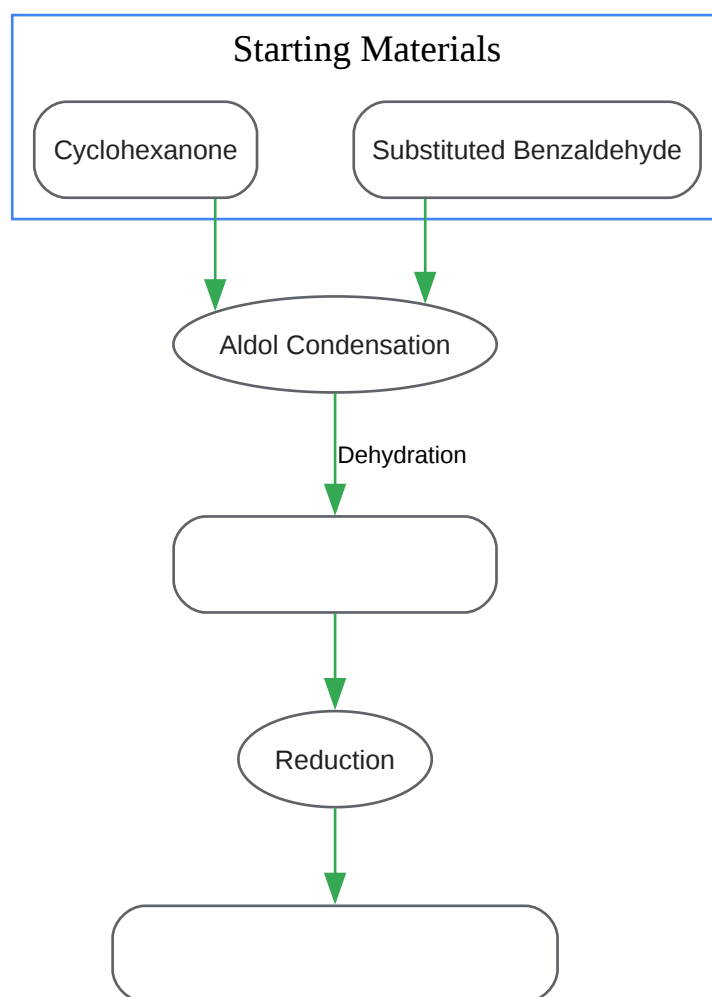 Starting Materials
Cyclohexanone
Substituted Benzaldehyde
Aldol Condensation
Dehydration
Reduction